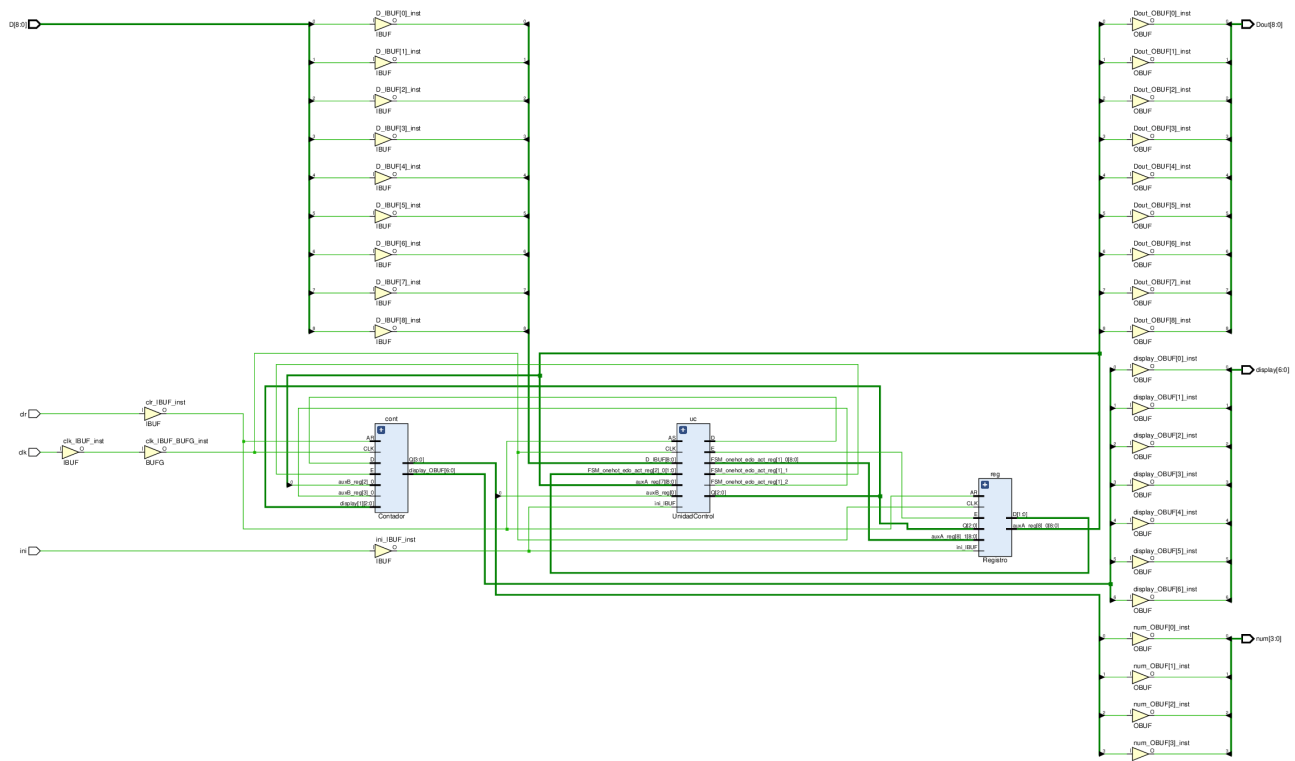 D[8:0]
D_IBUF[0]_inst
I
O
IBUF
D_IBUF[1]_inst
I
O
IBUF
D_IBUF[2]_inst
I
O
IBUF
D_IBUF[3]_inst
I
O
IBUF
D_IBUF[4]_inst
I
O
IBUF
D_IBUF[5]_inst
I
O
IBUF
D_IBUF[6]_inst
I
O
IBUF
D_IBUF[7]_inst
I
O
IBUF
D_IBUF[8]_inst
I
O
IBUF
clr
clr_IBUF_inst
I
O
IBUF
clk
clk_IBUF_inst
I
O
IBUF
clk_IBUF_BUFG_inst
I
O
BUFG
ini
ini_IBUF_inst
I
O
IBUF
cont
AR
CLK
D
E
auxB_reg[2]_0
auxB_reg[3]_0
display[1][2:0]
Q[3:0]
display_OBUF[6:0]
Contador
uc
AS
CLK
D_IBUF[8:0]
FSM_onehot_edo_act_reg[2]_0[1:0]
auxA_reg[7][8:0]
auxB_reg[0]
ini_IBUF
D
E
FSM_onehot_edo_act_reg[1]_0[8:0]
FSM_onehot_edo_act_reg[1]_1
FSM_onehot_edo_act_reg[1]_2
Q[2:0]
UnidadControl
reg
AR
CLK
E
Q[2:0]
auxA_reg[8]_1[8:0]
ini_IBUF
D[1:0]
auxA_reg[8]_0[8:0]
Registro
Dout_OBUF[0]_inst
I
O
OBUF
Dout[8:0]
Dout_OBUF[1]_inst
I
O
OBUF
Dout_OBUF[2]_inst
I
O
OBUF
Dout_OBUF[3]_inst
I
O
OBUF
Dout_OBUF[4]_inst
I
O
OBUF
Dout_OBUF[5]_inst
I
O
OBUF
Dout_OBUF[6]_inst
I
O
OBUF
Dout_OBUF[7]_inst
I
O
OBUF
Dout_OBUF[8]_inst
I
O
OBUF
display_OBUF[0]_inst
I
O
OBUF
display[6:0]
display_OBUF[1]_inst
I
O
OBUF
display_OBUF[2]_inst
I
O
OBUF
display_OBUF[3]_inst
I
O
OBUF
display_OBUF[4]_inst
I
O
OBUF
display_OBUF[5]_inst
I
O
OBUF
display_OBUF[6]_inst
I
O
OBUF
num_OBUF[0]_inst
I
O
OBUF
num[3:0]
num_OBUF[1]_inst
I
O
OBUF
num_OBUF[2]_inst
I
O
OBUF
num_OBUF[3]_inst
I
O
OBUF